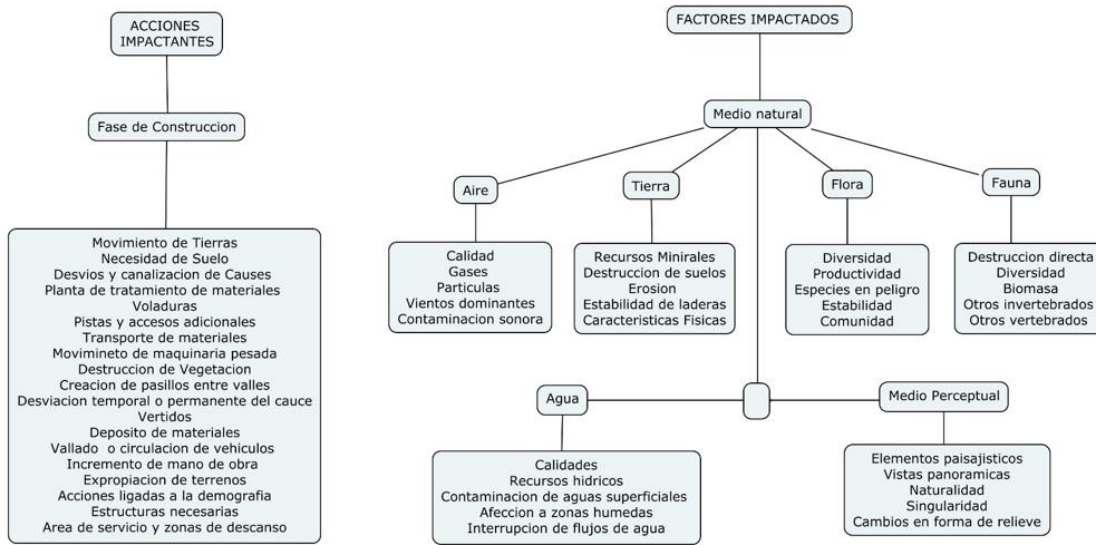 ACCIONES
IMPACTANTES
Fase de Construccion
Movimiento de Tierras
Necesidad de Suelo
Desvios y canalizacion de Causes
Planta de tratamiento de materiales
Voladuras
Pistas y accesos adicionales
Transporte de materiales
Movimineto de maquinaria pesada
Destruccion de Vegetacion
Creacion de pasillos entre valles
Desviacion temporal o permanente del cauce
Vertidos
Deposito de materiales
Vallado o circulacion de vehiculos
Incremento de mano de obra
Expropiacion de terrenos
Acciones ligadas a la demografia
Estructuras necesarias
Area de servicio y zonas de descanso
FACTORES IMPACTADOS
Medio natural
Aire
Calidad
Gases
Particulas
Vientos dominantes
Contaminacion sonora
Tierra
Recursos Minirales
Destruccion de suelos
Erosion
Estabilidad de laderas
Caracteristicas Fisicas
Flora
Diversidad
Productividad
Especies en peligro
Estabilidad
Comunidad
Fauna
Destruccion directa
Diversidad
Biomasa
Otros invertebrados
Otros vertebrados
Agua
Calidades
Recursos hidricos
Contaminacion de aguas superficiales
Afeccion a zonas humedas
Interrupcion de flujos de agua
Medio Perceptual
Elementos paisajisticos
Vistas panoramicas
Naturalidad
Singularidad
Cambios en forma de relieve